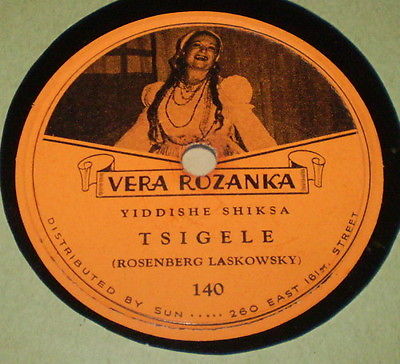 VERA ROZANKA
YIDDISHE SHIKSA
TSIGELE
(ROSENBERG LASKOWSKY)
140
DISTRIBUTED BY SUN ..... 260 EAST 161ST. STREET